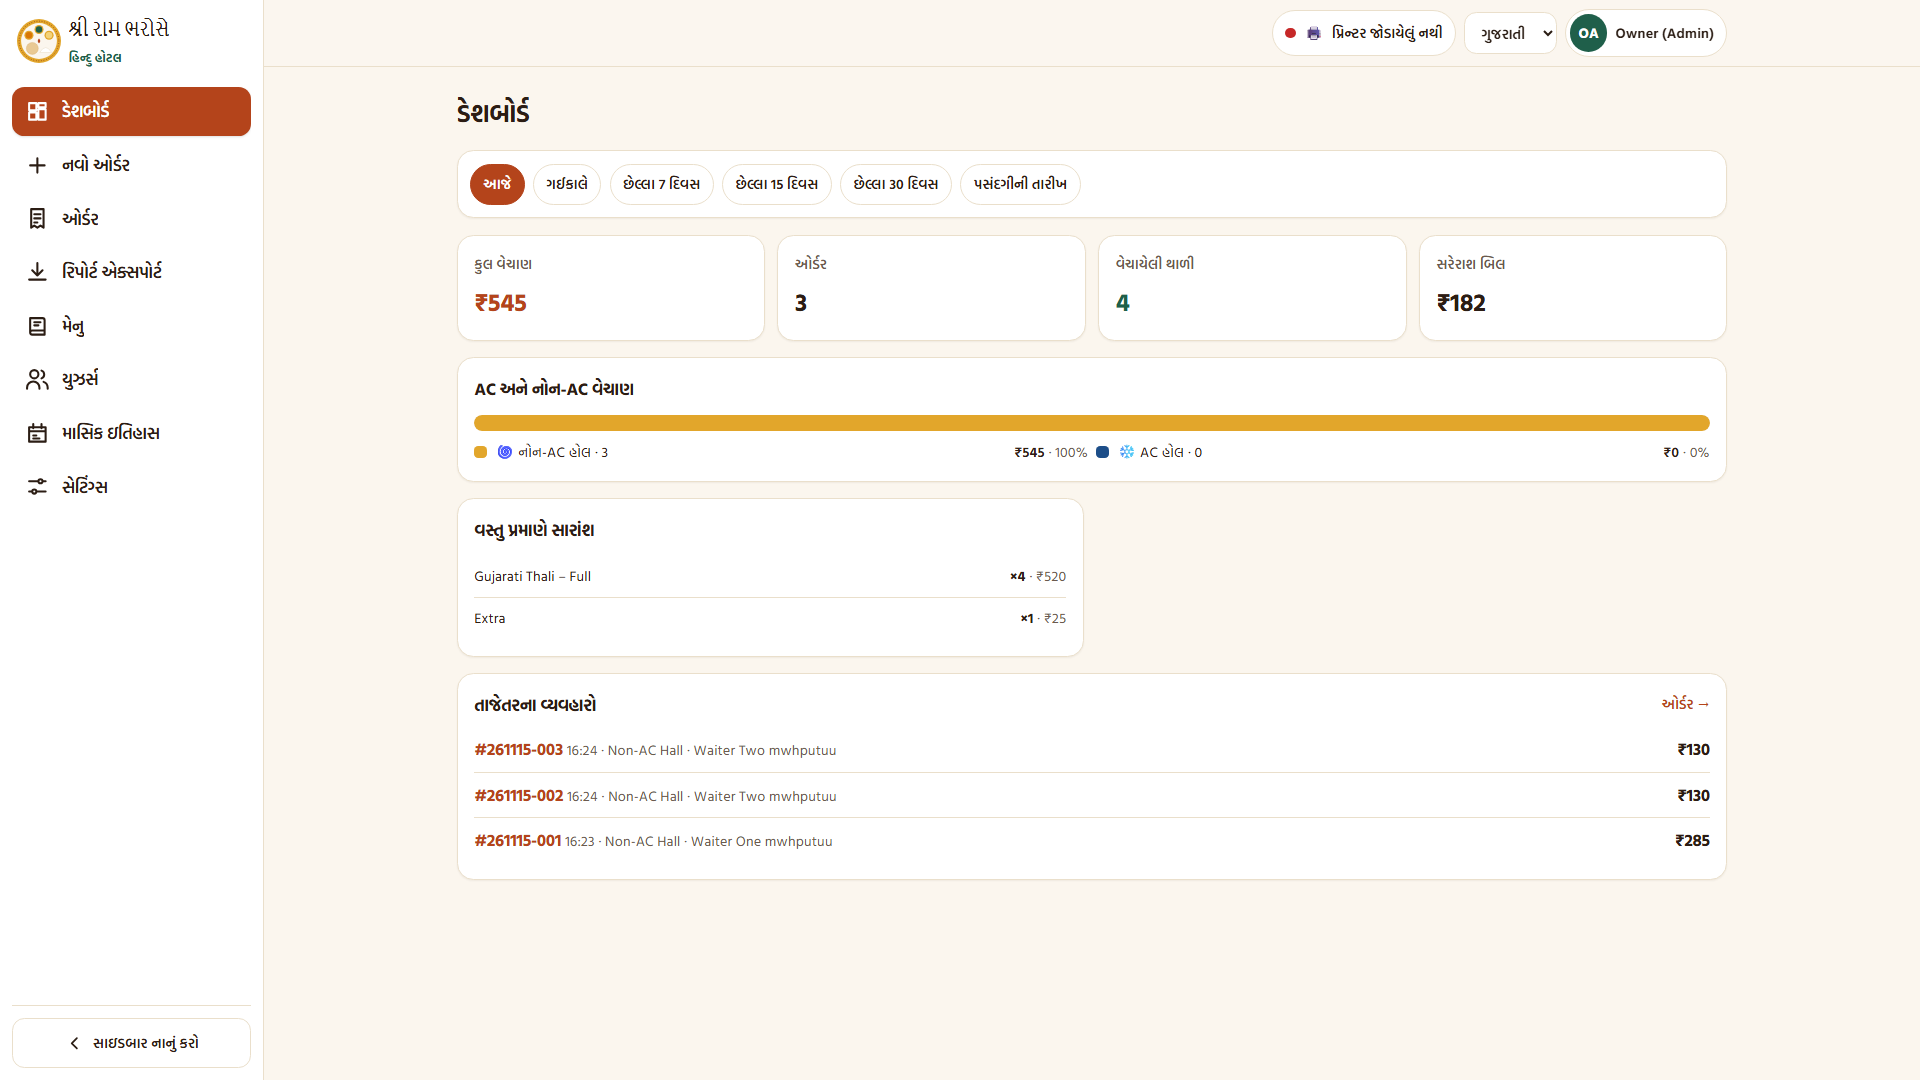 શ્રી રામ ભરોસે
હિન્દુ હોટલ
ડેશબોર્ડ
નવો ઓર્ડર
ઓર્ડર
રિપોર્ટ એક્સપોર્ટ
મેનુ
યુઝર્સ
માસિક ઇતિહાસ
સેટિંગ્સ
સાઇડબાર નાનું કરો
પ્રિન્ટર જોડાયેલું નથી
ગુજરાતી
OA Owner (Admin)
ડેશબોર્ડ
આજે ગઈકાલે છેલ્લા 7 દિવસ છેલ્લા 15 દિવસ છેલ્લા 30 દિવસ પસંદગીની તારીખ
કુલ વેચાણ
₹545
ઓર્ડર
3
વેચાયેલી થાળી
4
સરેરાશ બિલ
₹182
AC અને નોન-AC વેચાણ
નોન-AC હોલ · 3 ₹545 · 100% AC હોલ · 0 ₹0 · 0%
વસ્તુ પ્રમાણે સારાંશ
Gujarati Thali – Full ×4 · ₹520
Extra ×1 · ₹25
તાજેતરના વ્યવહારો ઓર્ડર →
#261115-003 16:24 · Non-AC Hall · Waiter Two mwhputuu ₹130
#261115-002 16:24 · Non-AC Hall · Waiter Two mwhputuu ₹130
#261115-001 16:23 · Non-AC Hall · Waiter One mwhputuu ₹285